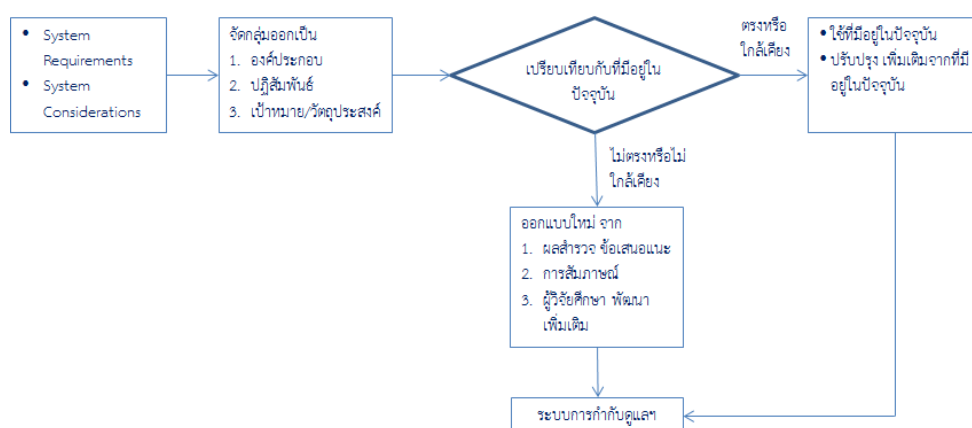 • System
Requirements
• System
Considerations
จัดกลุ่มออกเป็น
1. องค์ประกอบ
2. ปฏิสัมพันธ์
3. เป้าหมาย/วัตถุประสงค์
เปรียบเทียบกับที่มีอยู่ใน
ปัจจุบัน
ตรงหรือ
ใกล้เคียง
• ใช้ที่มีอยู่ในปัจจุบัน
• ปรับปรุง เพิ่มเติมจากที่มี
อยู่ในปัจจุบัน
ไม่ตรงหรือไม่
ใกล้เคียง
ออกแบบใหม่ จาก
1. ผลสำรวจ ข้อเสนอแนะ
2. การสัมภาษณ์
3. ผู้วิจัยศึกษา พัฒนา
เพิ่มเติม
ระบบการกำกับดูแลฯ